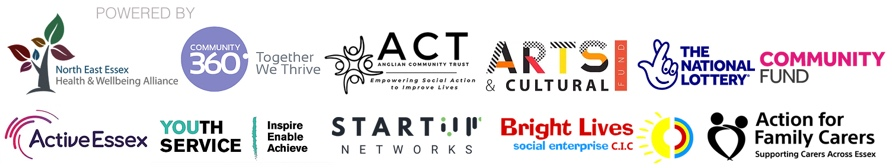 POWERED BY
North East Essex
Health & Wellbeing Alliance
COMMUNITY
360°
Together
We Thrive
ACT
ANGLIAN COMMUNITY TRUST
Empowering Social Action
to Improve Lives
ARTS
& CULTURAL
FUND
THE
NATIONAL
LOTTERY®
COMMUNITY
FUND
ActiveEssex
YOUTH
SERVICE
Inspire
Enable
Achieve
STARTUP
NETWORKS
Bright Lives
social enterprise C.I.C
Action for
Family Carers
Supporting Carers Across Essex